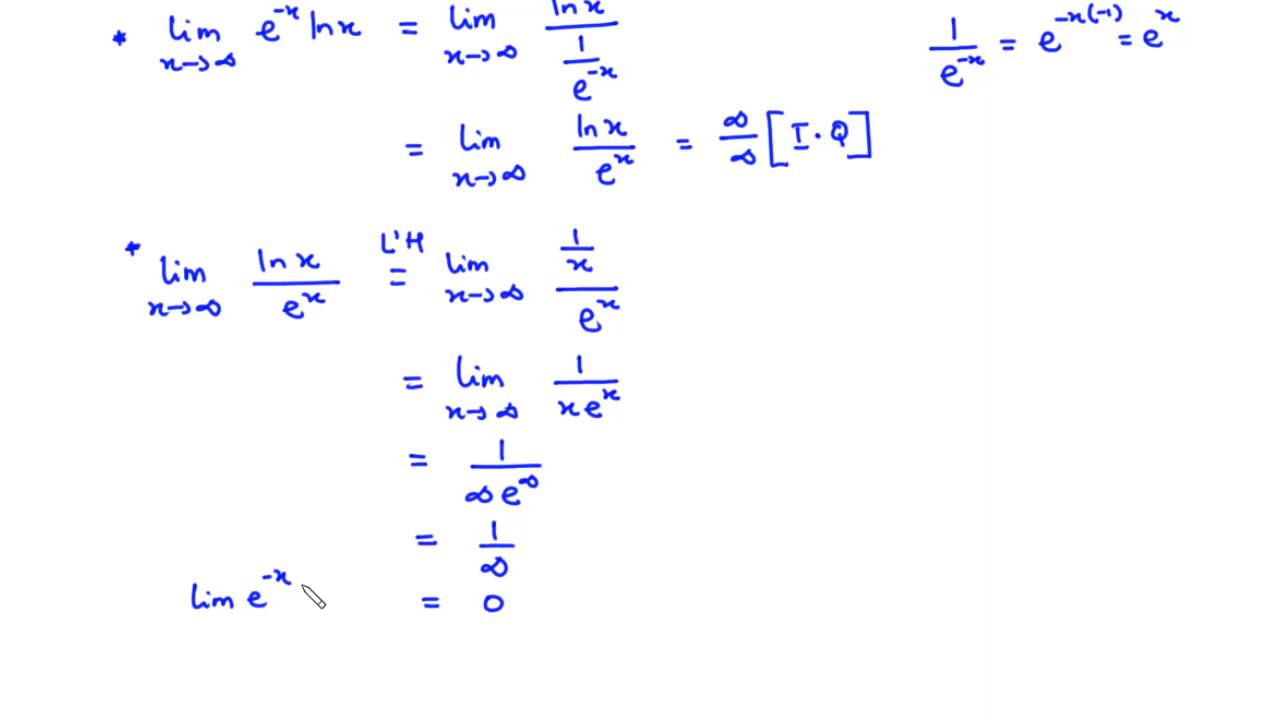 * lim x→∞ e^{-x} ln x = lim x→∞ ln x / (1 / e^{-x})
1 / e^{-x} = e^{-x(-1)} = e^x
= lim x→∞ ln x / e^x = ∞/∞ [I.Q]
* lim x→∞ ln x / e^x L'H = lim x→∞ (1/x) / e^x
= lim x→∞ 1 / x e^x
= 1 / ∞ e^∞
= 1 / ∞
lim e^{-x} = 0